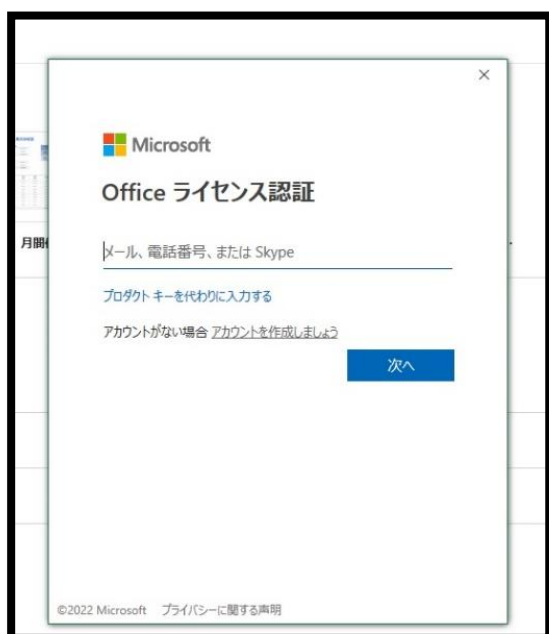 Microsoft
Office ライセンス認証
月間
メール、電話番号、または Skype
プロダクト キーを代わりに入力する
アカウントがない場合 アカウントを作成しましょう
次へ
©2022 Microsoft プライバシーに関する声明